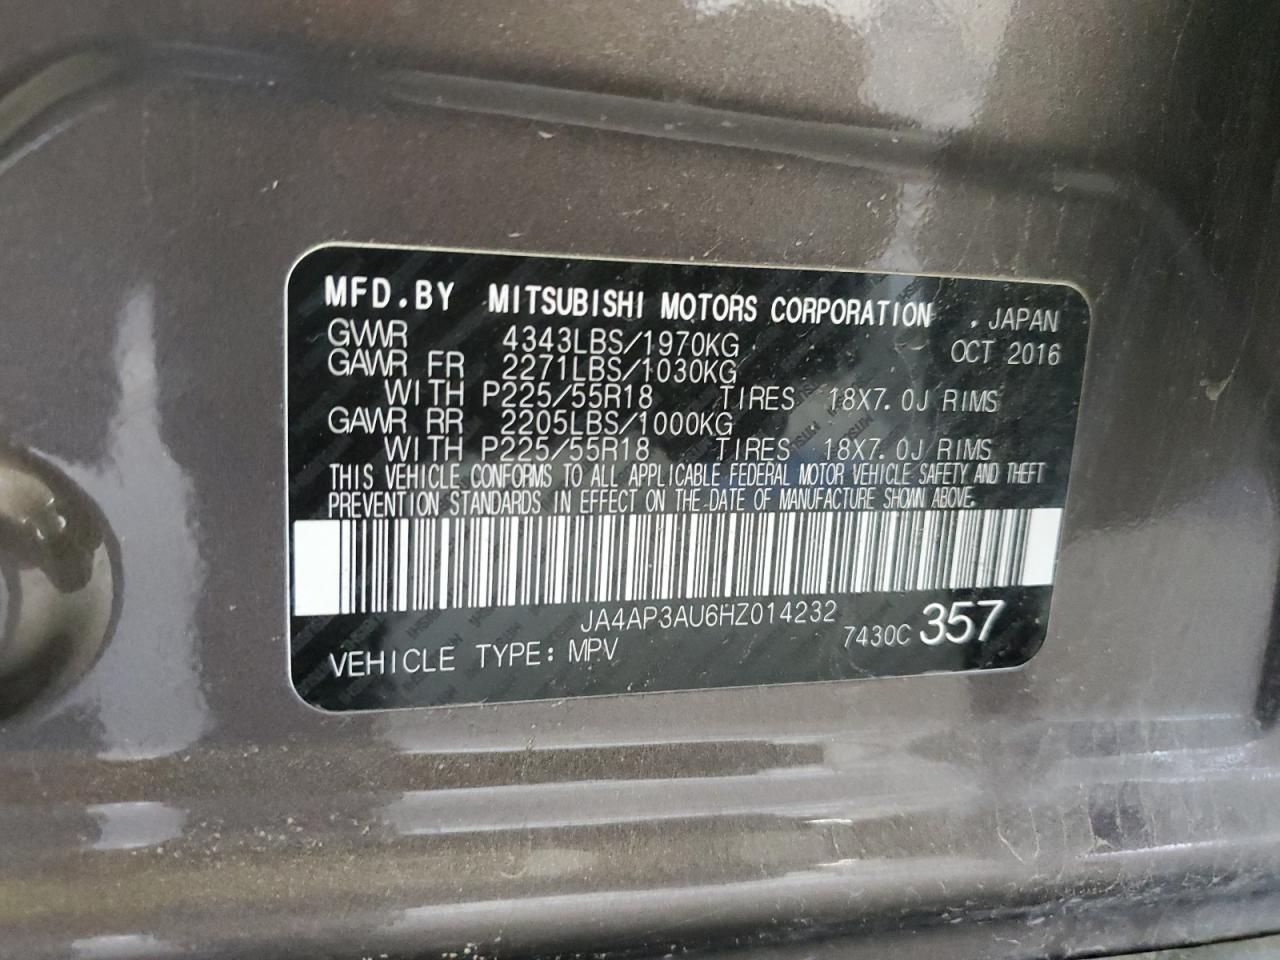 MFD.BY MITSUBISHI MOTORS CORPORATION . JAPAN
GVWR 4343LBS/1970KG OCT 2016
GAWR FR 2271LBS/1030KG
WITH P225/55R18 TIRES 18X7.0J RIMS
GAWR RR 2205LBS/1000KG
WITH P225/55R18 TIRES 18X7.0J RIMS
THIS VEHICLE CONFORMS TO ALL APPLICABLE FEDERAL MOTOR VEHICLE SAFETY AND THEFT
PREVENTION STANDARDS IN EFFECT ON THE DATE OF MANUFACTURE SHOWN ABOVE.
JA4AP3AU6HZ014232
VEHICLE TYPE: MPV 7430C 357